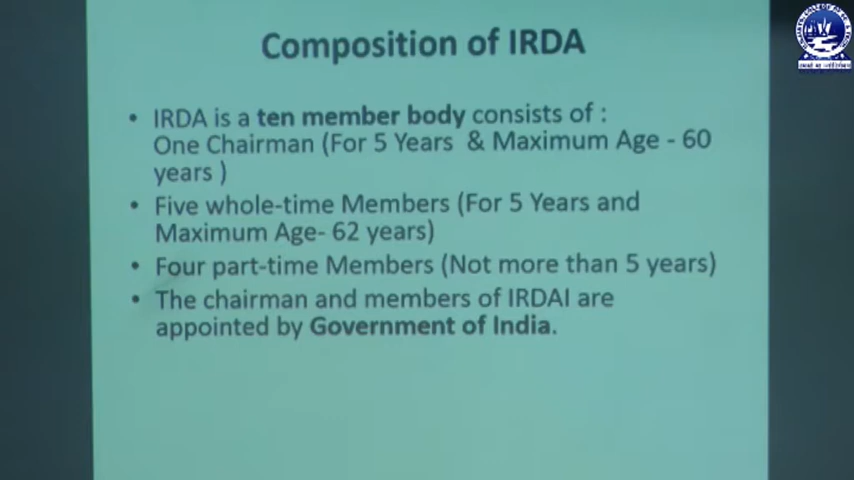 Composition of IRDA
• IRDA is a ten member body consists of :
One Chairman (For 5 Years & Maximum Age - 60
years )
• Five whole-time Members (For 5 Years and
Maximum Age- 62 years)
• Four part-time Members (Not more than 5 years)
• The chairman and members of IRDAI are
appointed by Government of India.